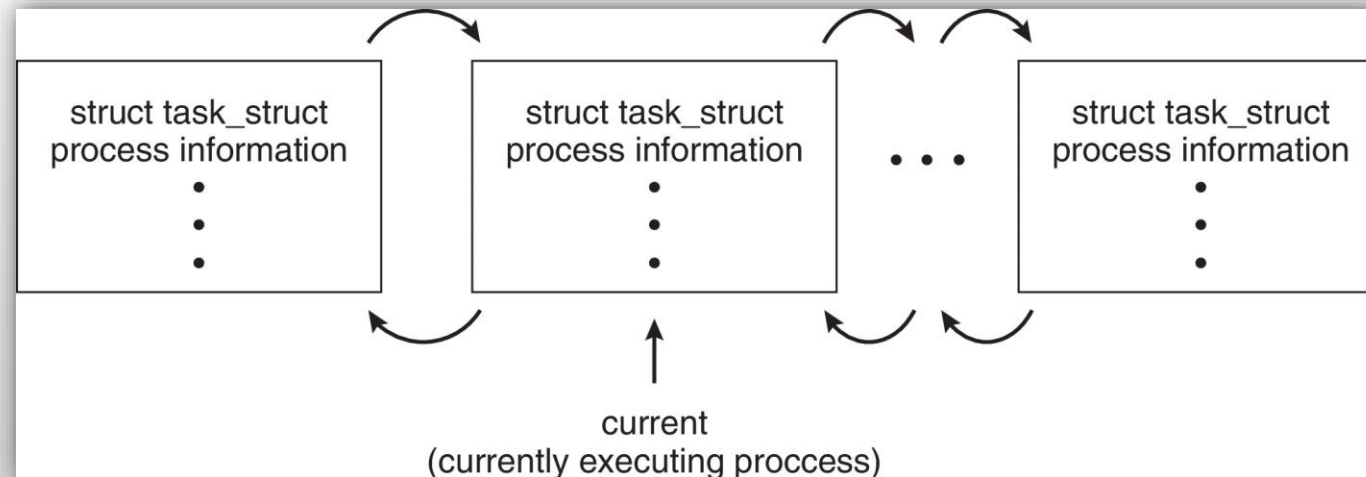 struct task_struct
process information
struct task_struct
process information
• • •
struct task_struct
process information
current
(currently executing proccess)